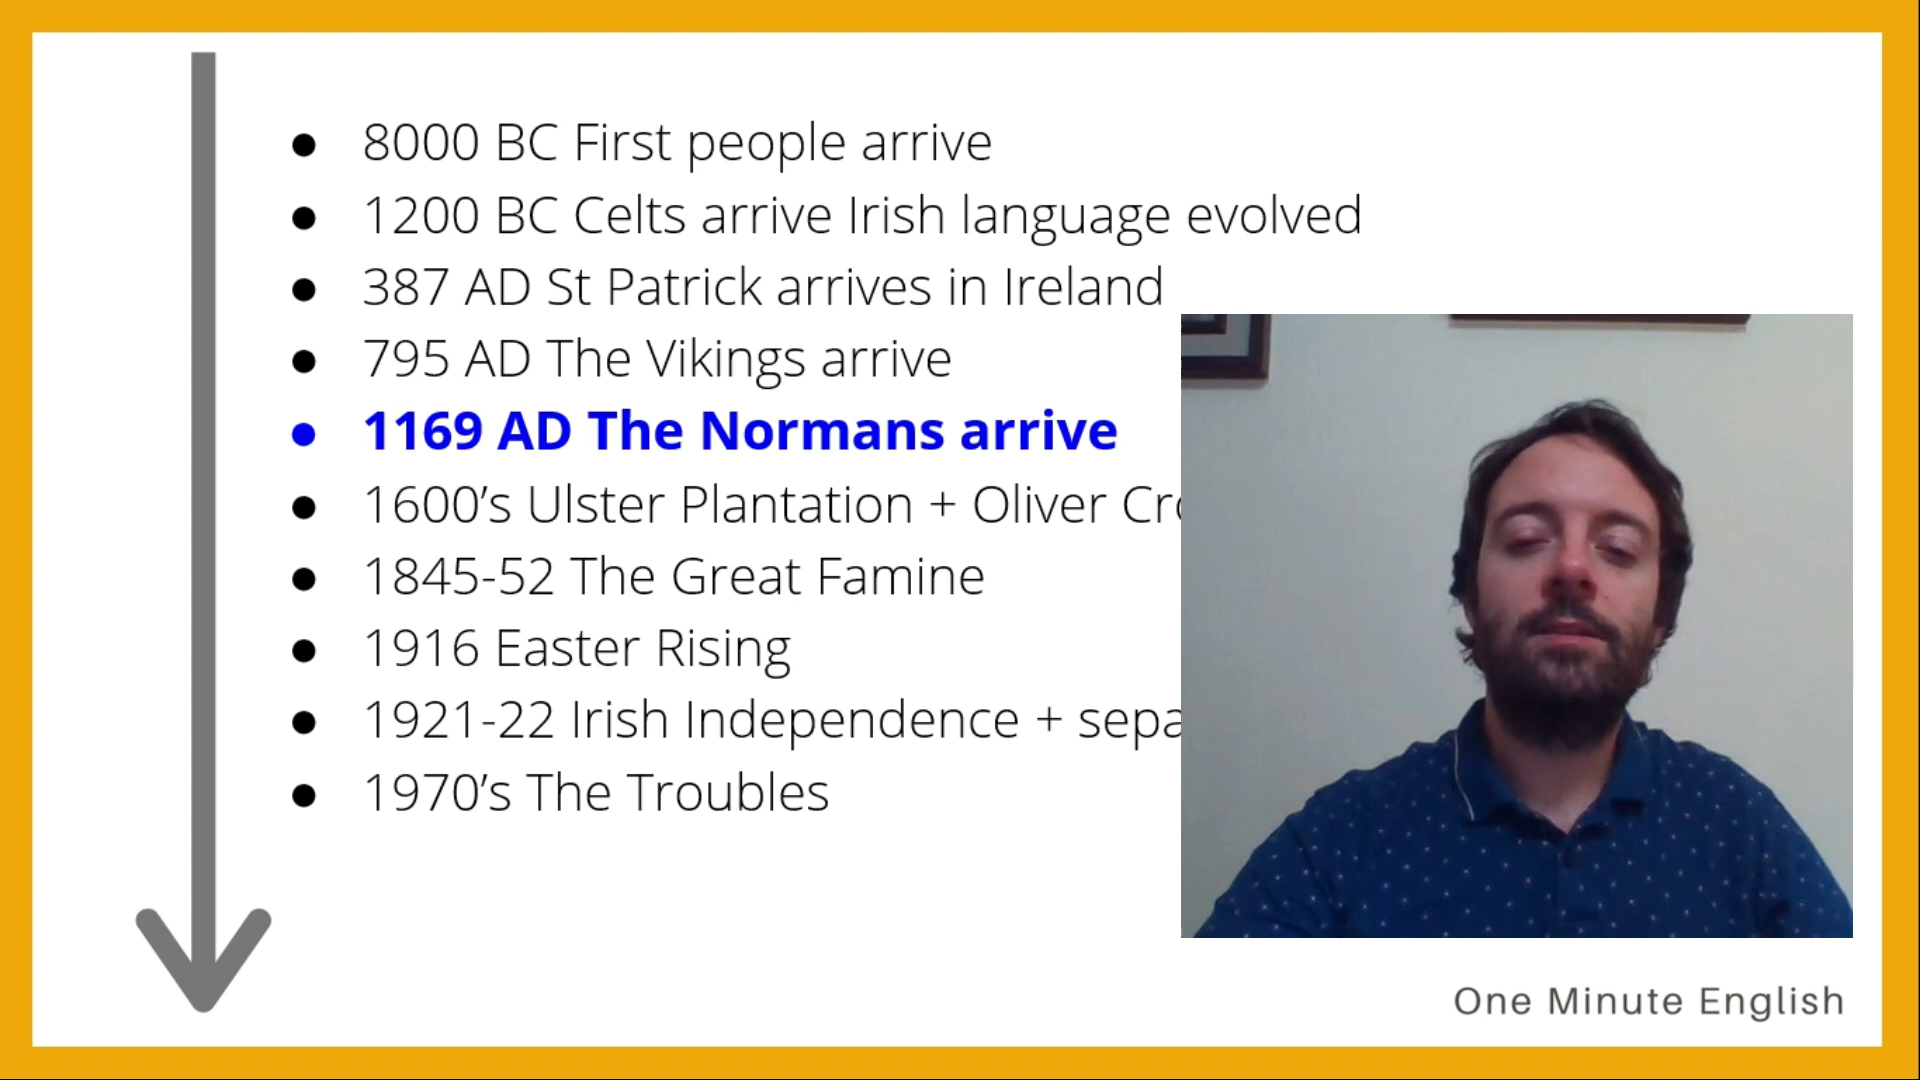 8000 BC First people arrive
1200 BC Celts arrive Irish language evolved
387 AD St Patrick arrives in Ireland
795 AD The Vikings arrive
1169 AD The Normans arrive
1600’s Ulster Plantation + Oliver
1845-52 The Great Famine
1916 Easter Rising
1921-22 Irish Independence +
1970’s The Troubles
One Minute English